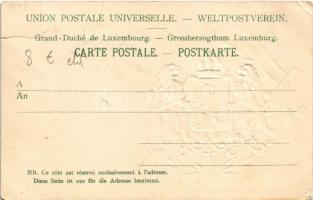 UNION POSTALE UNIVERSELLE. — WELTPOSTVEREIN.
Grand-Duché de Luxembourg. — Grossherzogthum Luxemburg.
CARTE POSTALE. — POSTKARTE.
8 €
A
An
NB. Ce côté est réservé exclusivement à l'adresse.
Diese Seite ist nur für die Adresse bestimmt.